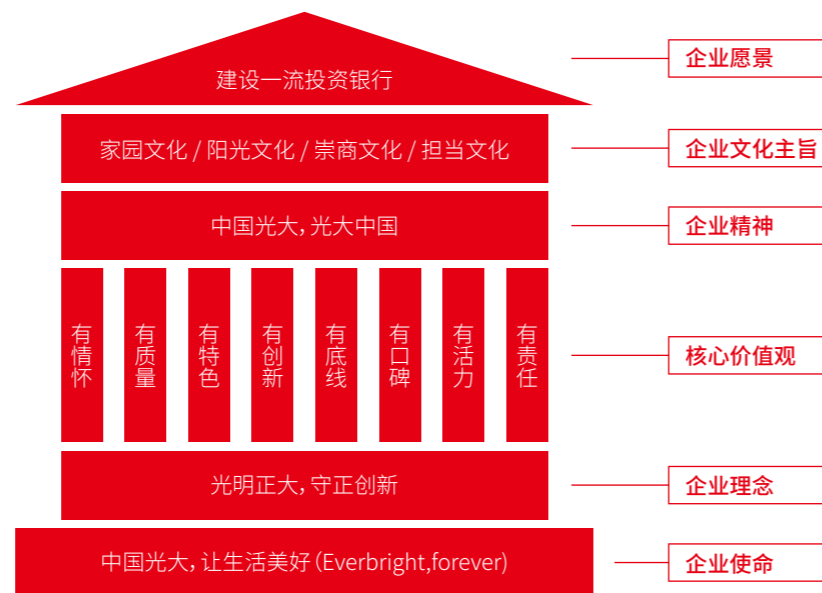 建设一流投资银行
企业愿景
家园文化 / 阳光文化 / 崇商文化 / 担当文化
企业文化主旨
中国光大，光大中国
企业精神
有情怀
有质量
有特色
有创新
有底线
有口碑
有活力
有责任
核心价值观
光明正大，守正创新
企业理念
中国光大，让生活美好（Everbright,forever）
企业使命